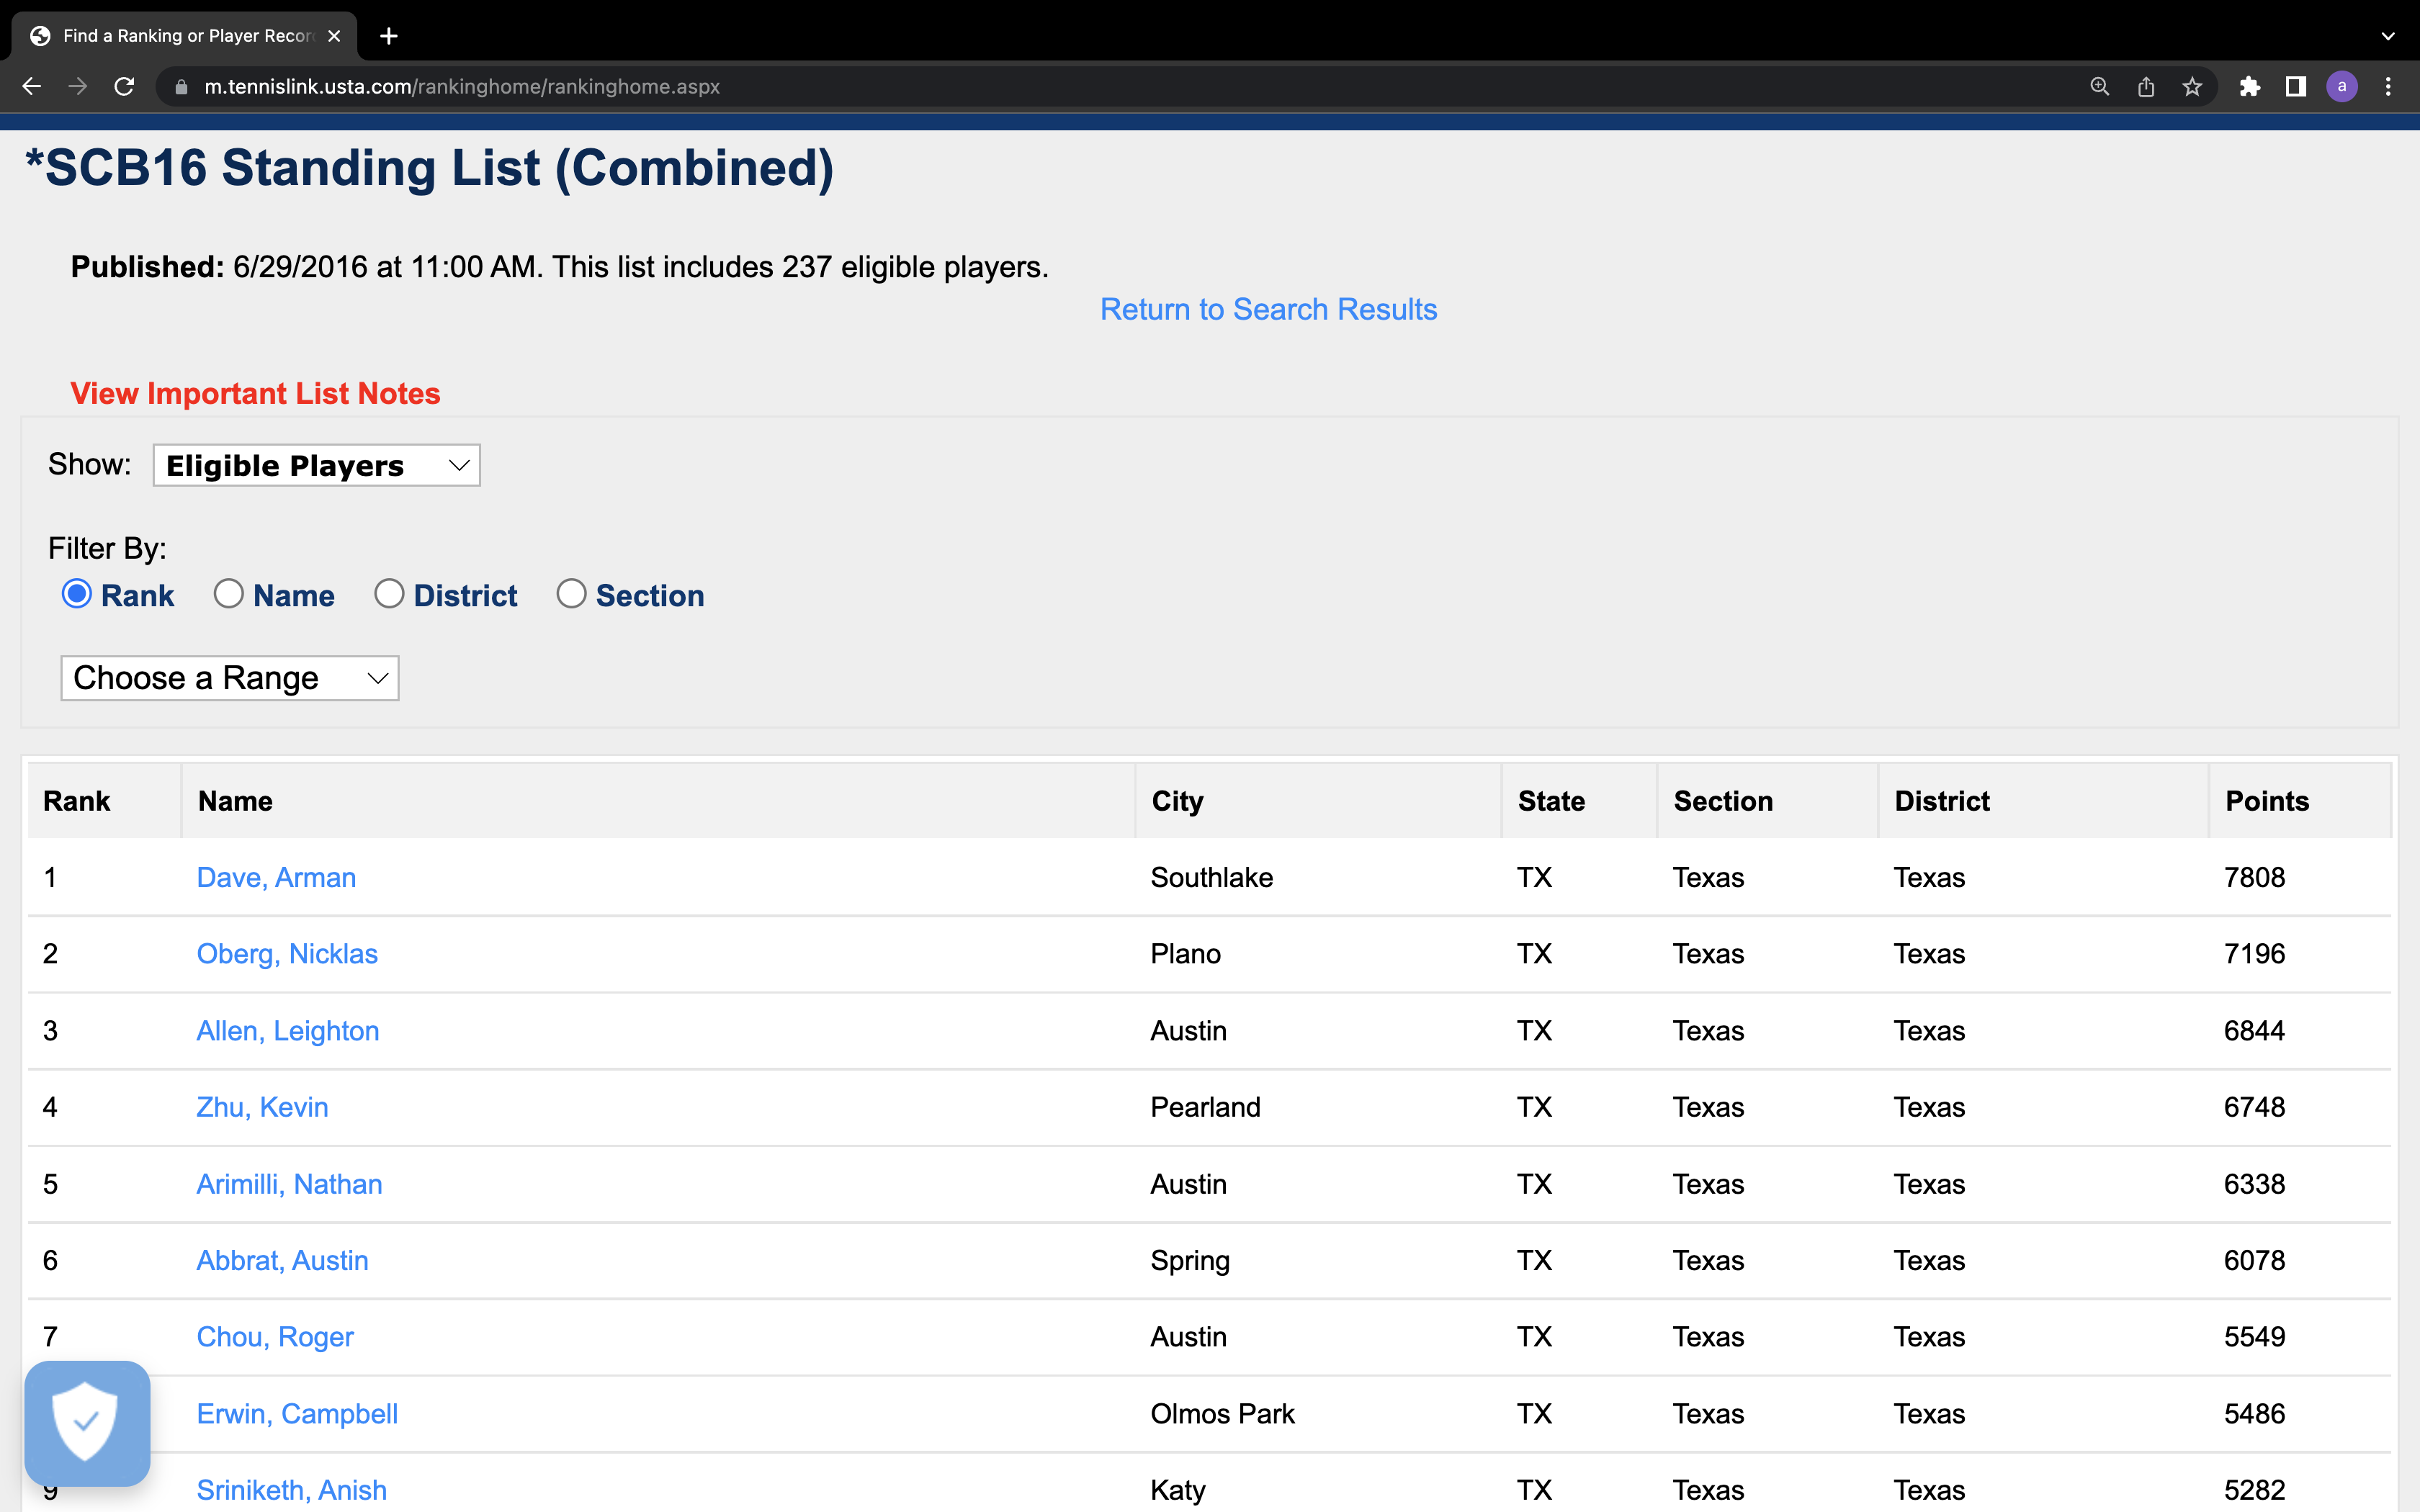 Find a Ranking or Player Recor
m.tennislink.usta.com/rankinghome/rankinghome.aspx
a
*SCB16 Standing List (Combined)
Published: 6/29/2016 at 11:00 AM. This list includes 237 eligible players.
Return to Search Results
View Important List Notes
Show: Eligible Players
Filter By:
Rank Name District Section
Choose a Range
Rank Name City State Section District Points
1 Dave, Arman Southlake TX Texas Texas 7808
2 Oberg, Nicklas Plano TX Texas Texas 7196
3 Allen, Leighton Austin TX Texas Texas 6844
4 Zhu, Kevin Pearland TX Texas Texas 6748
5 Arimilli, Nathan Austin TX Texas Texas 6338
6 Abbrat, Austin Spring TX Texas Texas 6078
7 Chou, Roger Austin TX Texas Texas 5549
Erwin, Campbell Olmos Park TX Texas Texas 5486
9 Sriniketh, Anish Katy TX Texas Texas 5282